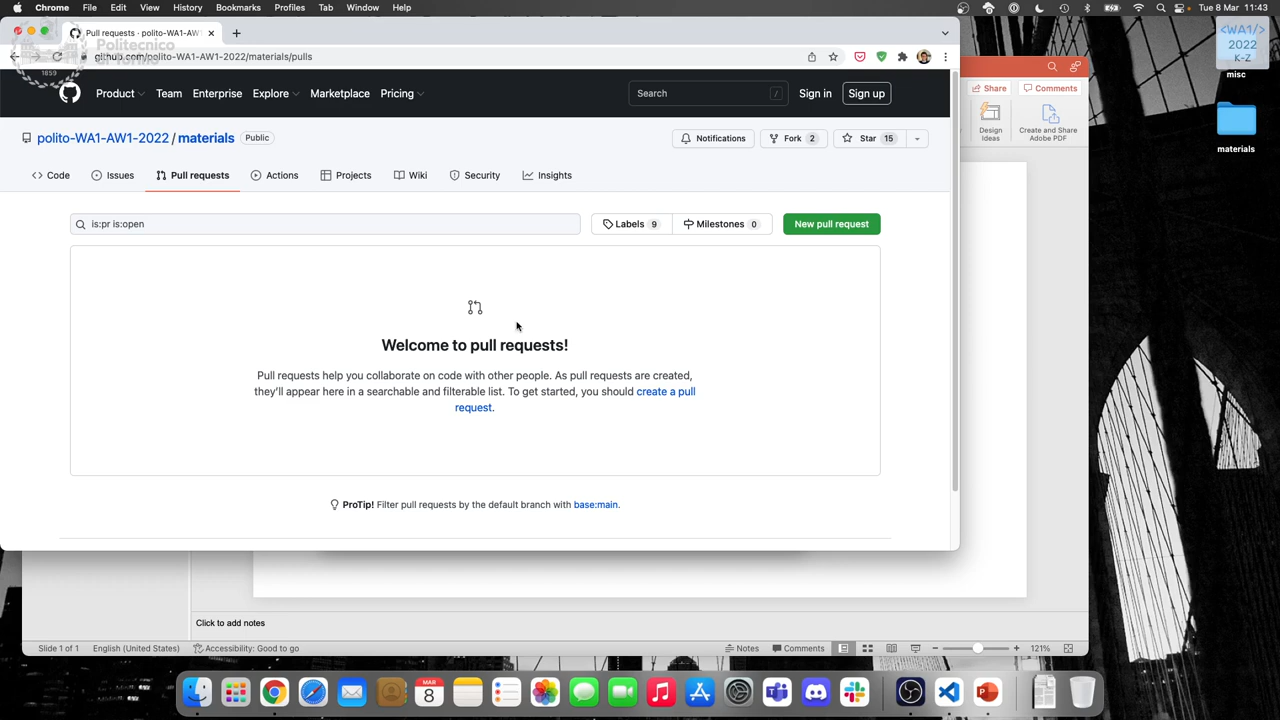 Chrome File Edit View History Bookmarks Profiles Tab Window Help
Tue 8 Mar 11:43
Pull requests · polito-WA1-AW1
Politecnico
di Torino
1859
github.com/polito-WA1-AW1-2022/materials/pulls
<WA1/>
2022
K-Z
misc
materials
Product Team Enterprise Explore Marketplace Pricing
Search /
Sign in Sign up
polito-WA1-AW1-2022 / materials Public
Notifications Fork 2 Star 15
Code Issues Pull requests Actions Projects Wiki Security Insights
is:pr is:open
Labels 9 Milestones 0 New pull request
Welcome to pull requests!
Pull requests help you collaborate on code with other people. As pull requests are created,
they'll appear here in a searchable and filterable list. To get started, you should create a pull
request.
ProTip! Filter pull requests by the default branch with base:main.
Share Comments
Design
Ideas
Create and Share
Adobe PDF
Click to add notes
Slide 1 of 1 English (United States) Accessibility: Good to go Notes Comments 121%
MAR
8